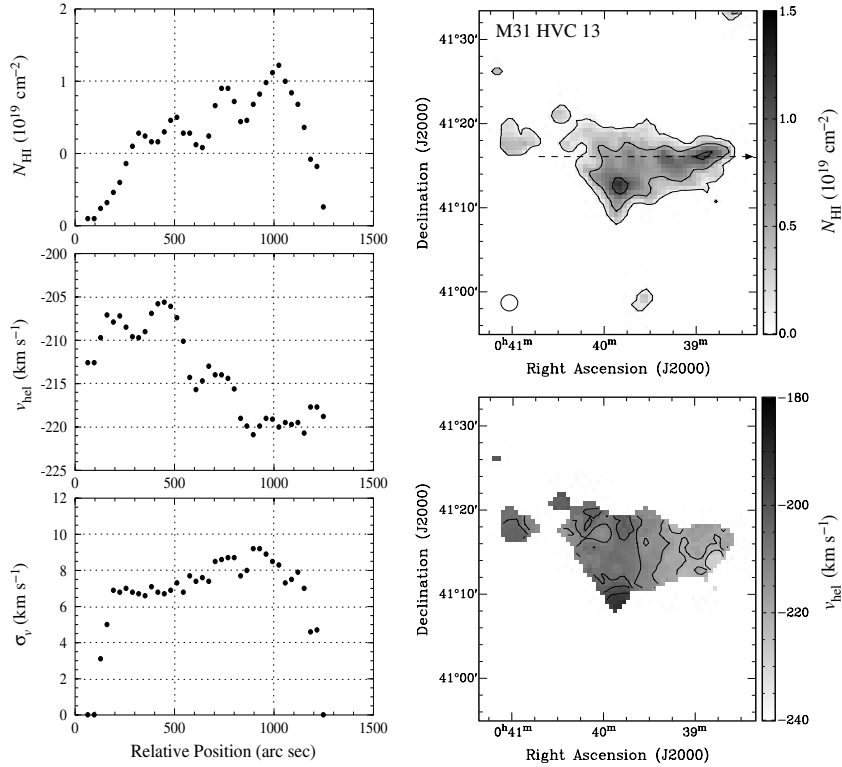 2
1
0
0
N_HI (10^19 cm^−2)
0 500 1000 1500
-200
-205
-210
-215
-220
-225
v_hel (km s^−1)
0 500 1000 1500
12
10
8
6
4
2
0
σ_v (km s^−1)
0 500 1000 1500
Relative Position (arc sec)
M31 HVC 13
41°30′
41°20′
41°10′
41°00′
Declination (J2000)
0^h41^m 40^m 39^m
Right Ascension (J2000)
1.5
1.0
0.5
0.0
N_HI (10^19 cm^−2)
41°30′
41°20′
41°10′
41°00′
Declination (J2000)
0^h41^m 40^m 39^m
Right Ascension (J2000)
−180
−200
−220
−240
v_hel (km s^−1)